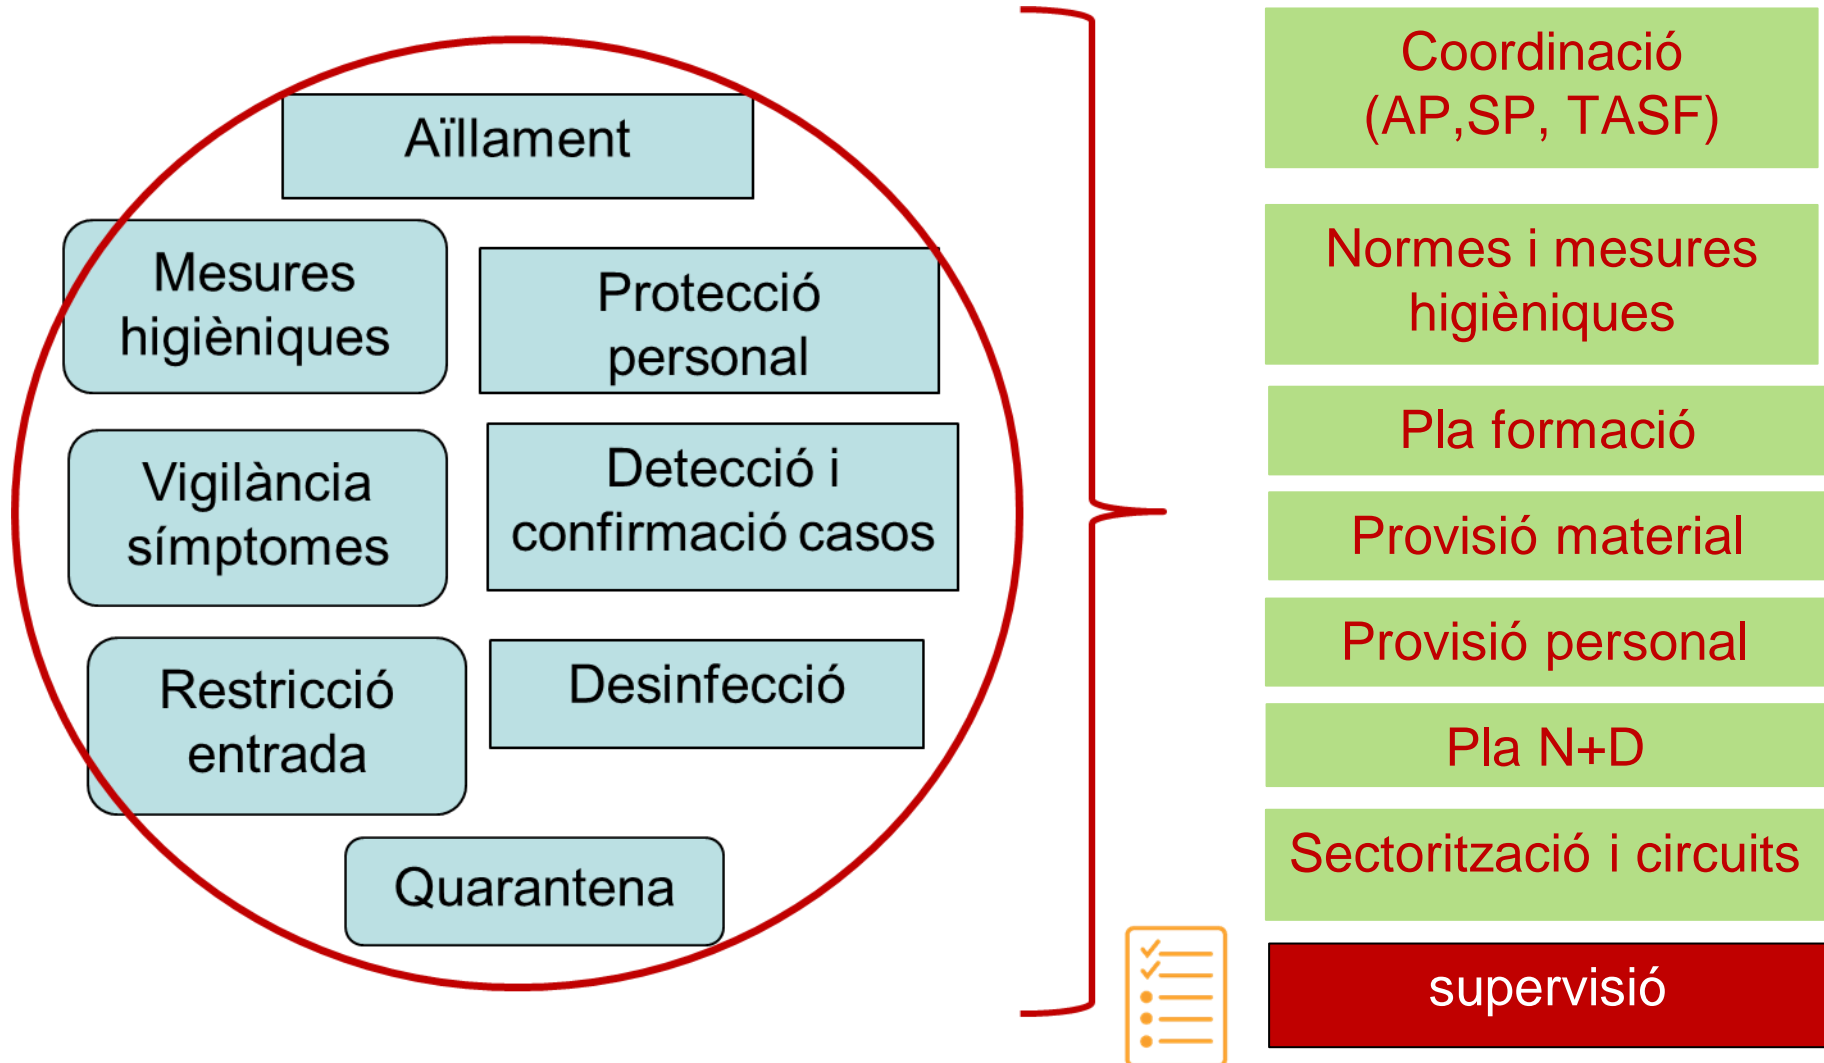 Aïllament
Mesures
higièniques
Protecció
personal
Vigilància
símptomes
Detecció i
confirmació casos
Restricció
entrada
Desinfecció
Quarantena
Coordinació
(AP,SP, TASF)
Normes i mesures
higièniques
Pla formació
Provisió material
Provisió personal
Pla N+D
Sectorització i circuits
supervisió